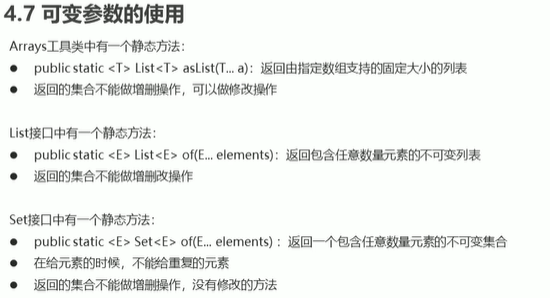 4.7 可变参数的使用
Arrays工具类中有一个静态方法：
● public static <T> List<T> asList(T... a)：返回由指定数组支持的固定大小的列表
● 返回的集合不能做增删操作，可以做修改操作
List接口中有一个静态方法：
● public static <E> List<E> of(E... elements)：返回包含任意数量元素的不可变列表
● 返回的集合不能做增删改操作
Set接口中有一个静态方法：
● public static <E> Set<E> of(E... elements) ：返回一个包含任意数量元素的不可变集合
● 在给元素的时候，不能给重复的元素
● 返回的集合不能做增删操作，没有修改的方法